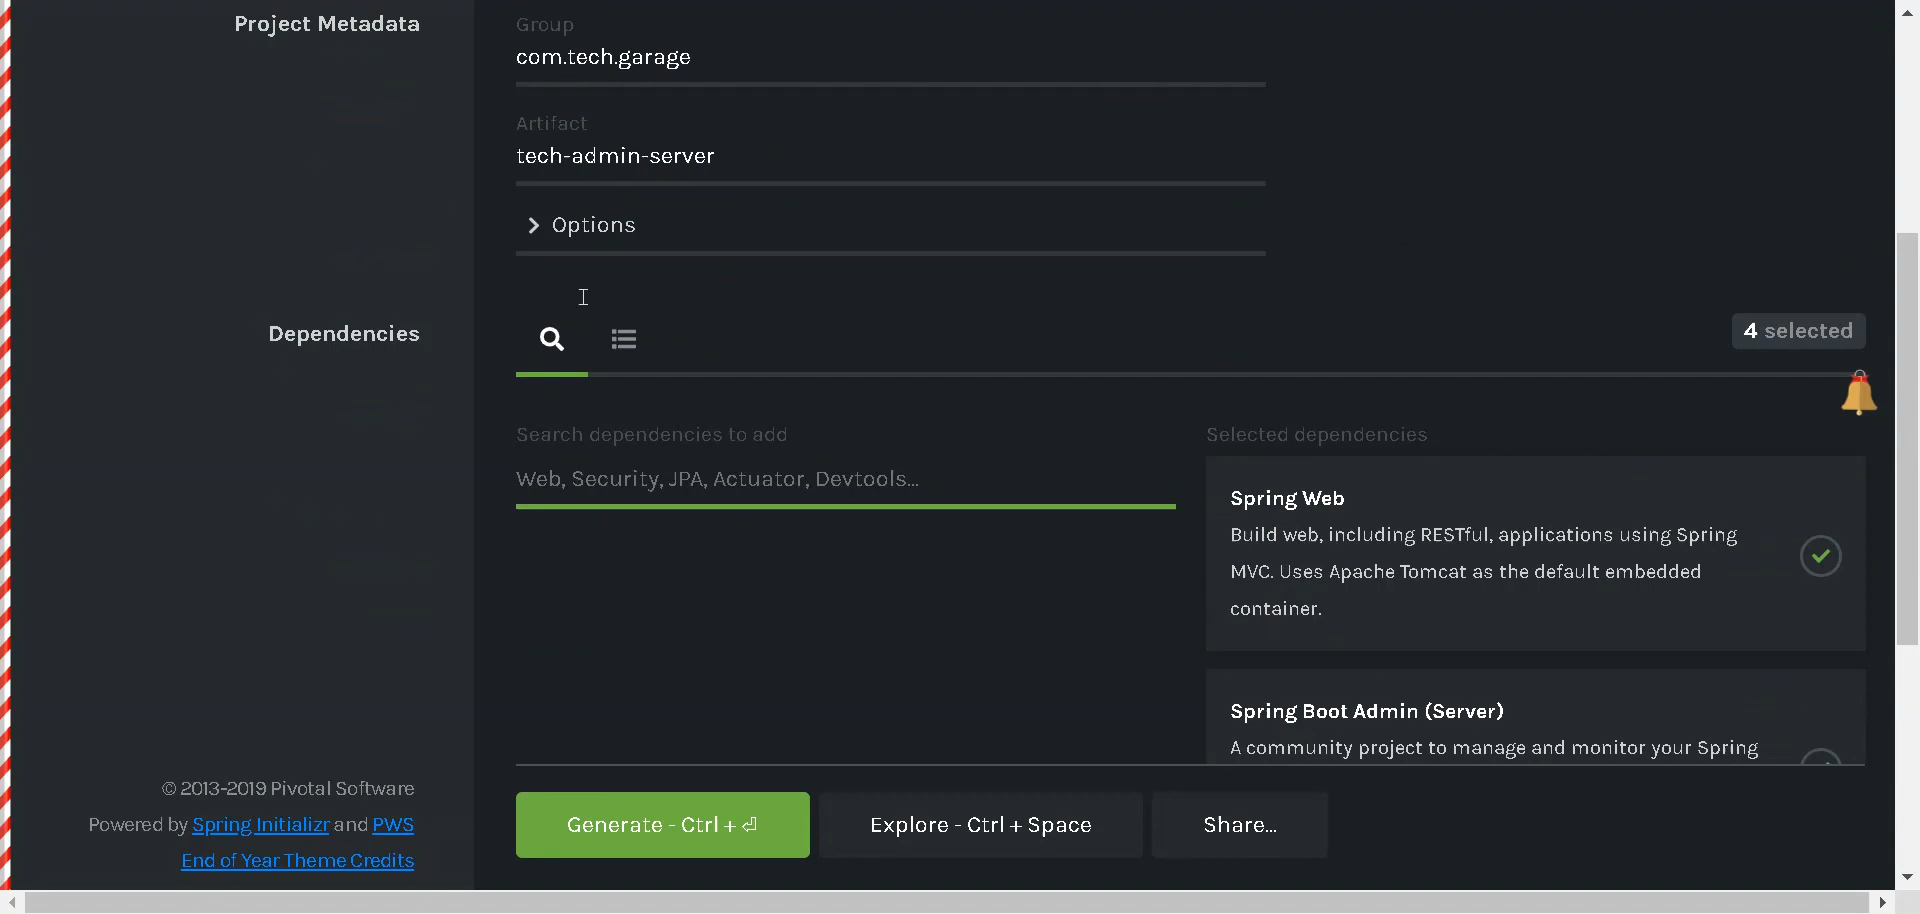 Project Metadata
Group
com.tech.garage
Artifact
tech-admin-server
Options
Dependencies
4 selected
Search dependencies to add
Web, Security, JPA, Actuator, Devtools...
Selected dependencies
Spring Web
Build web, including RESTful, applications using Spring
MVC. Uses Apache Tomcat as the default embedded
container.
Spring Boot Admin (Server)
A community project to manage and monitor your Spring
© 2013-2019 Pivotal Software
Powered by Spring Initializr and PWS
End of Year Theme Credits
Generate - Ctrl + ⏎
Explore - Ctrl + Space
Share...